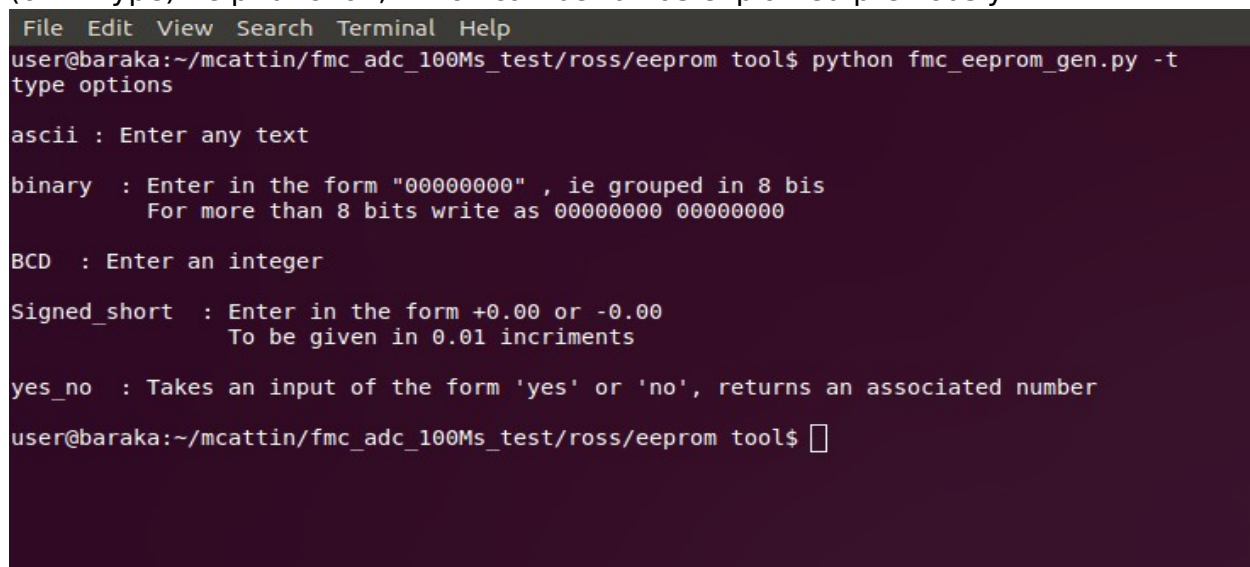 File Edit View Search Terminal Help
user@baraka:~/mcattin/fmc_adc_100Ms_test/ross/eeprom tool$ python fmc_eeprom_gen.py -t
type options
ascii : Enter any text
binary : Enter in the form "00000000" , ie grouped in 8 bis
For more than 8 bits write as 00000000 00000000
BCD : Enter an integer
Signed_short : Enter in the form +0.00 or -0.00
To be given in 0.01 incriments
yes_no : Takes an input of the form 'yes' or 'no', returns an associated number
user@baraka:~/mcattin/fmc_adc_100Ms_test/ross/eeprom tool$